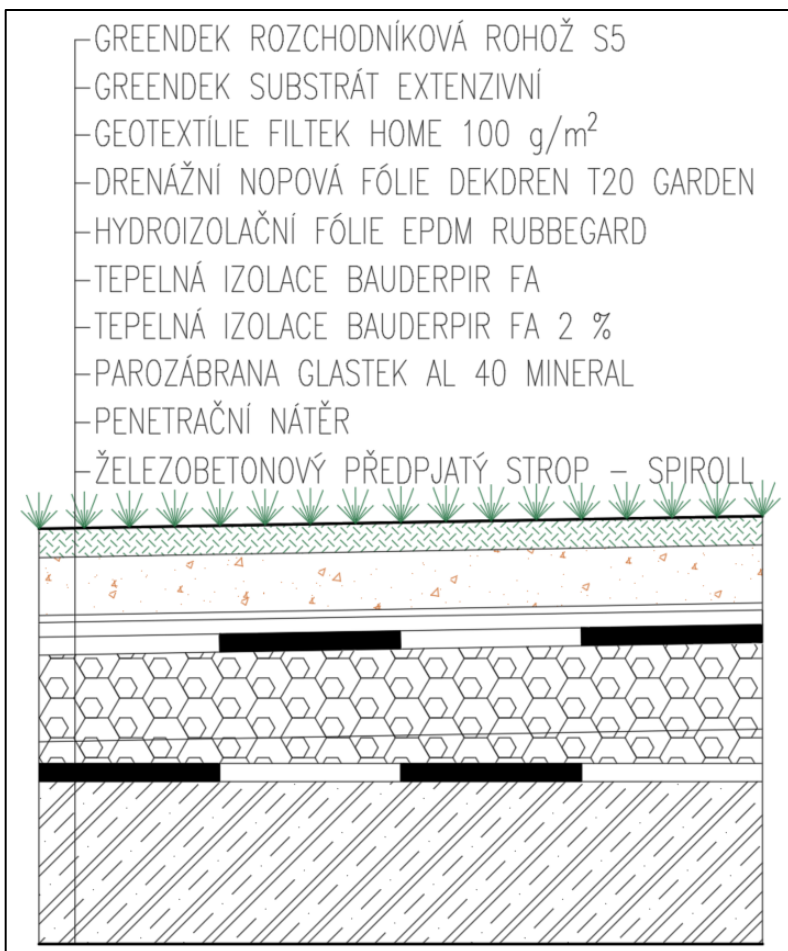 GREENDEK ROZCHODNÍKOVÁ ROHOŽ S5
GREENDEK SUBSTRÁT EXTENZIVNÍ
GEOTEXTÍLIE FILTEK HOME 100 g/m²
DRENÁŽNÍ NOPOVÁ FÓLIE DEKDREN T20 GARDEN
HYDROIZOLAČNÍ FÓLIE EPDM RUBBEGARD
TEPELNÁ IZOLACE BAUDERPIR FA
TEPELNÁ IZOLACE BAUDERPIR FA 2 %
PAROZÁBRANA GLASTEK AL 40 MINERAL
PENETRAČNÍ NÁTĚR
ŽELEZOBETONOVÝ PŘEDPJATÝ STROP – SPIROLL